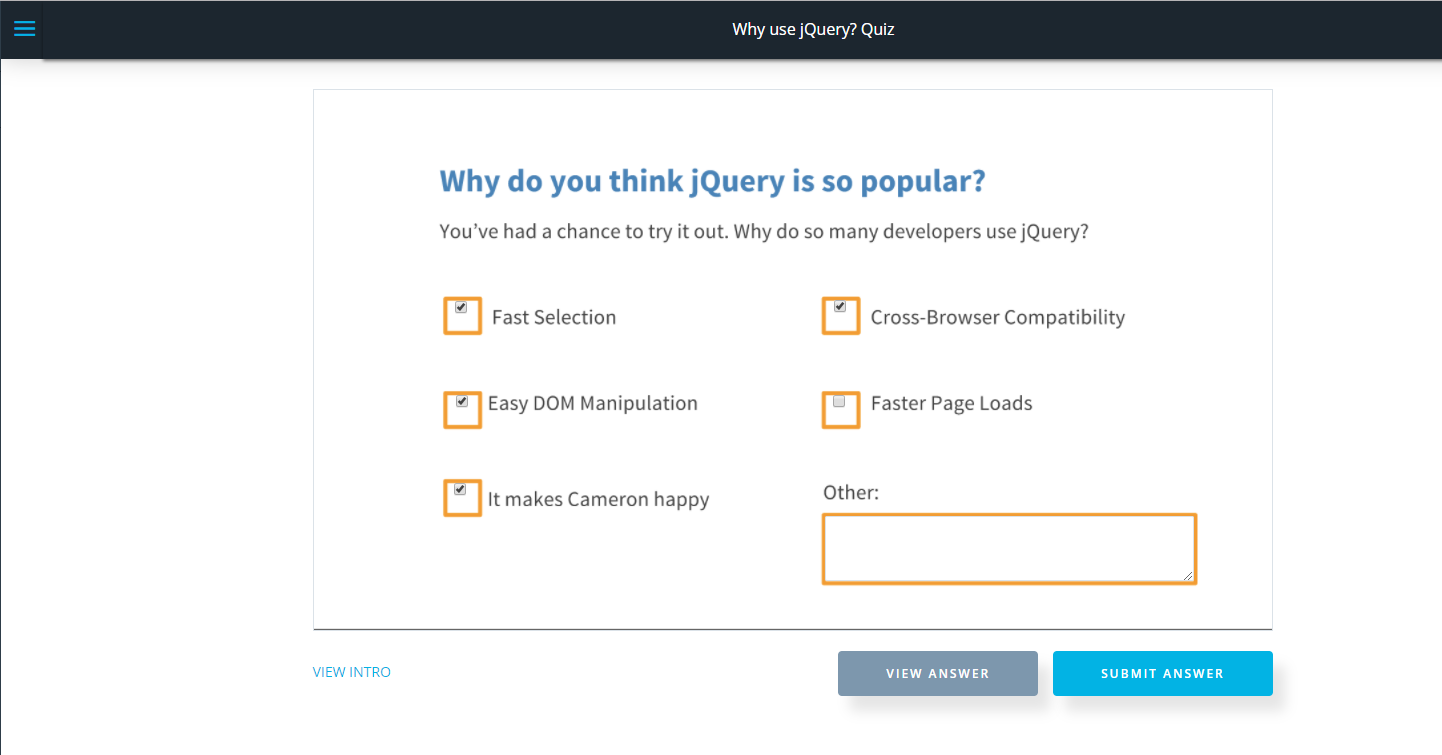 Why use jQuery? Quiz
Why do you think jQuery is so popular?
You’ve had a chance to try it out. Why do so many developers use jQuery?
Fast Selection
Cross-Browser Compatibility
Easy DOM Manipulation
Faster Page Loads
It makes Cameron happy
Other:
VIEW INTRO
VIEW ANSWER
SUBMIT ANSWER